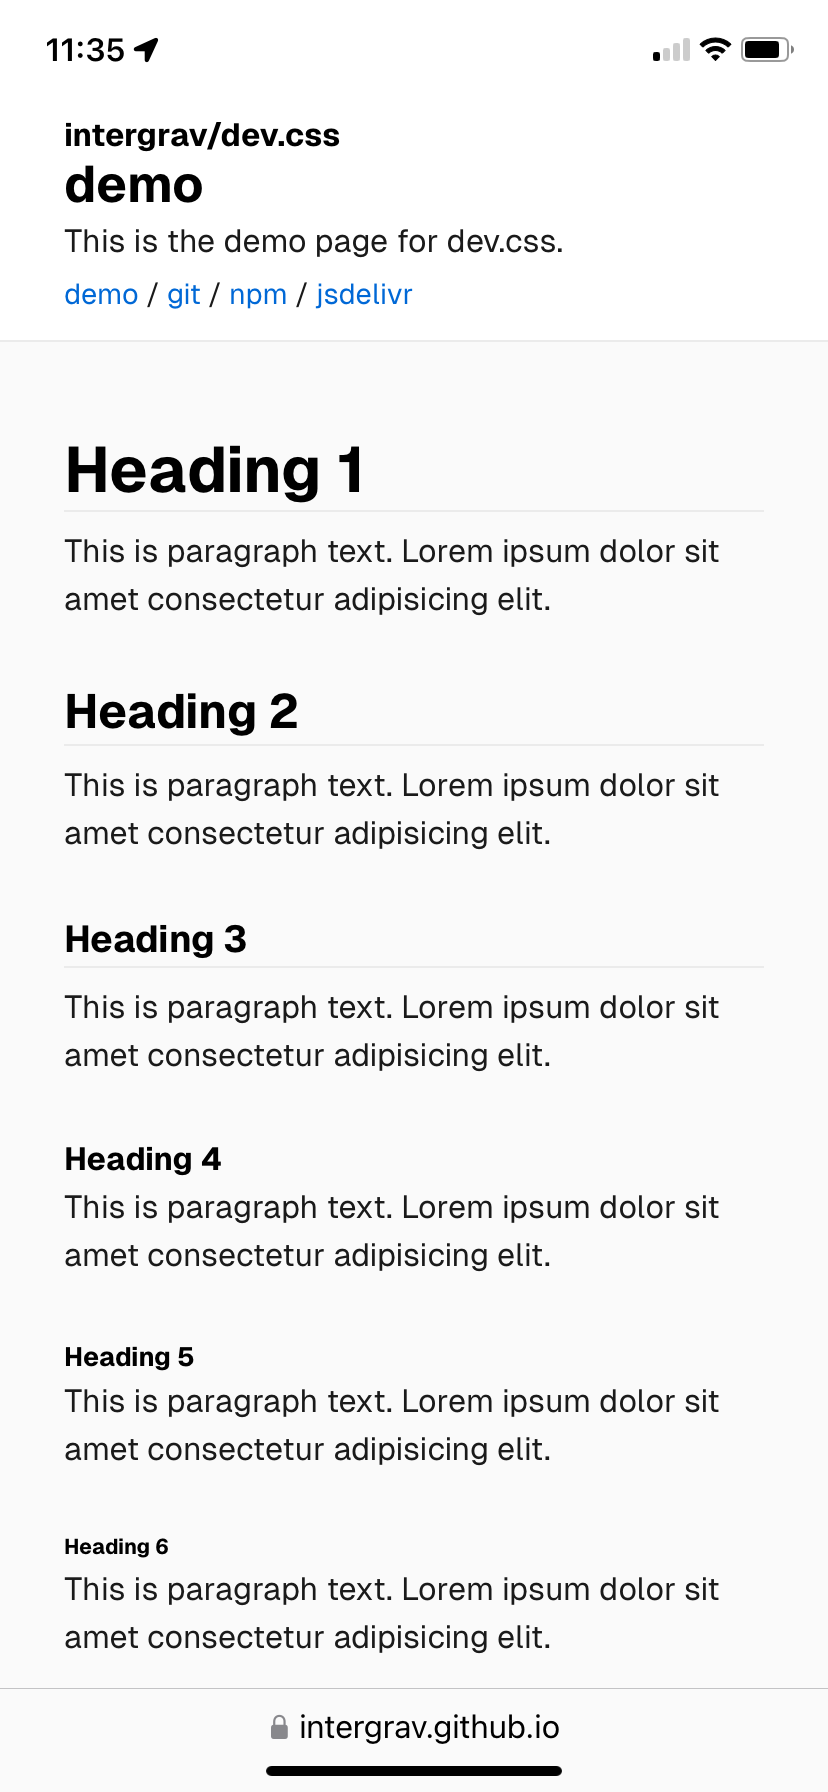 11:35
intergrav/dev.css
demo
This is the demo page for dev.css.
demo / git / npm / jsdelivr
Heading 1
This is paragraph text. Lorem ipsum dolor sit
amet consectetur adipisicing elit.
Heading 2
This is paragraph text. Lorem ipsum dolor sit
amet consectetur adipisicing elit.
Heading 3
This is paragraph text. Lorem ipsum dolor sit
amet consectetur adipisicing elit.
Heading 4
This is paragraph text. Lorem ipsum dolor sit
amet consectetur adipisicing elit.
Heading 5
This is paragraph text. Lorem ipsum dolor sit
amet consectetur adipisicing elit.
Heading 6
This is paragraph text. Lorem ipsum dolor sit
amet consectetur adipisicing elit.
intergrav.github.io